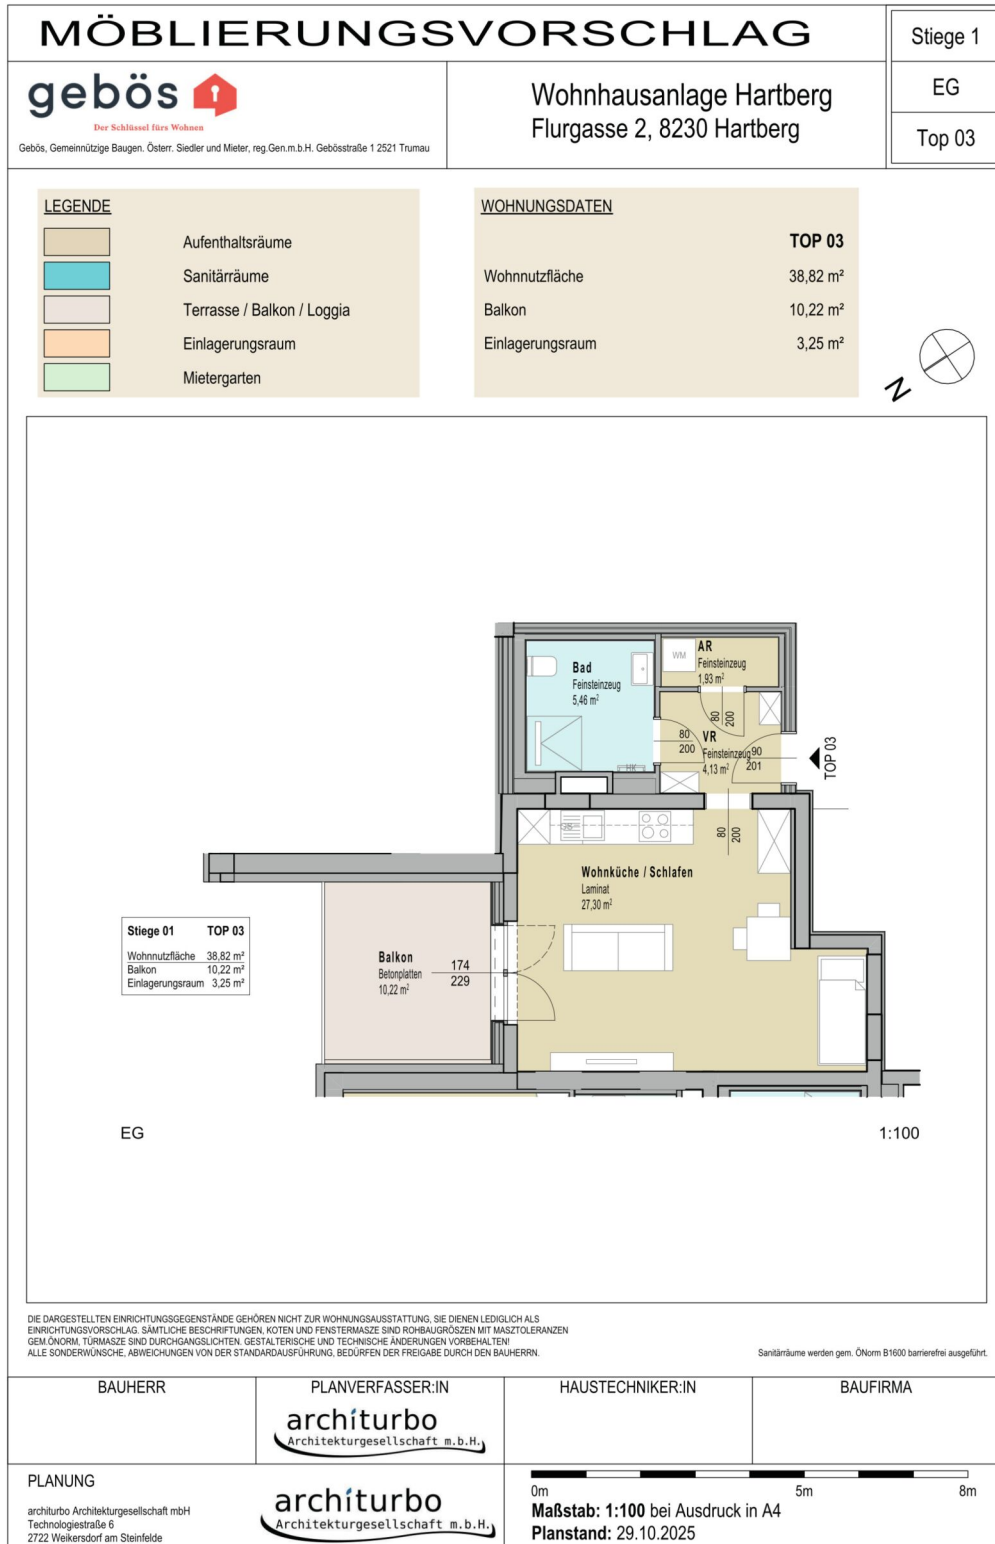 MÖBLIERUNGSVORSCHLAG
Stiege 1
EG
Top 03
gebös
Der Schlüssel fürs Wohnen
Gebös, Gemeinnützige Baugen. Österr. Siedler und Mieter, reg.Gen.m.b.H. Gebösstraße 1 2521 Trumau
Wohnhausanlage Hartberg
Flurgasse 2, 8230 Hartberg
LEGENDE
Aufenthaltsräume
Sanitärräume
Terrasse / Balkon / Loggia
Einlagerungsraum
Mietergarten
WOHNUNGSDATEN
TOP 03
Wohnnutzfläche 38,82 m²
Balkon 10,22 m²
Einlagerungsraum 3,25 m²
N
Bad
Feinsteinzeug
5,46 m²
HK
WM
AR
Feinsteinzeug
1,93 m²
80
200
80
200
VR
Feinsteinzeug
4,13 m²
90
201
TOP 03
80
200
GS
Wohnküche / Schlafen
Laminat
27,30 m²
Balkon
Betonplatten
10,22 m²
174
229
Stiege 01 TOP 03
Wohnnutzfläche 38,82 m²
Balkon 10,22 m²
Einlagerungsraum 3,25 m²
EG
1:100
DIE DARGESTELLTEN EINRICHTUNGSGEGENSTÄNDE GEHÖREN NICHT ZUR WOHNUNGSAUSSTATTUNG, SIE DIENEN LEDIGLICH ALS
EINRICHTUNGSVORSCHLAG. SÄMTLICHE BESCHRIFTUNGEN, KOTEN UND FENSTERMASZE SIND ROHBAUGRÖSZEN MIT MASZTOLERANZEN
GEM.ÖNORM, TÜRMASZE SIND DURCHGANGSLICHTEN. GESTALTERISCHE UND TECHNISCHE ÄNDERUNGEN VORBEHALTEN!
ALLE SONDERWÜNSCHE, ABWEICHUNGEN VON DER STANDARDAUSFÜHRUNG, BEDÜRFEN DER FREIGABE DURCH DEN BAUHERRN.
Sanitärräume werden gem. ÖNorm B1600 barrierefrei ausgeführt.
BAUHERR
PLANVERFASSER:IN
architurbo
Architekturgesellschaft m.b.H.
HAUSTECHNIKER:IN
BAUFIRMA
PLANUNG
architurbo Architekturgesellschaft mbH
Technologiestraße 6
2722 Weikersdorf am Steinfelde
architurbo
Architekturgesellschaft m.b.H.
0m 5m 8m
Maßstab: 1:100 bei Ausdruck in A4
Planstand: 29.10.2025